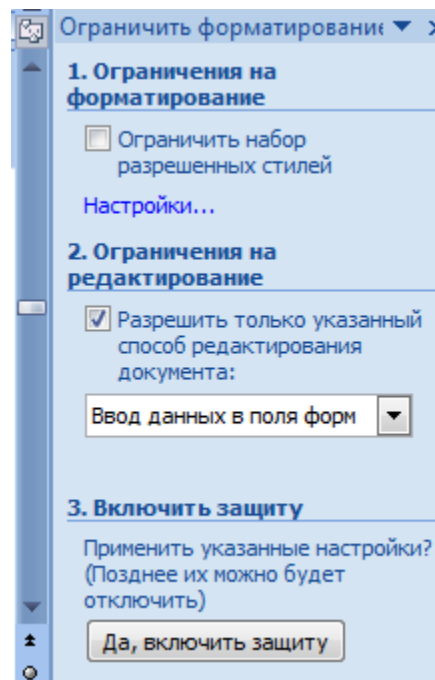 Ограничить форматировани
1. Ограничения на
форматирование
Ограничить набор
разрешенных стилей
Настройки...
2. Ограничения на
редактирование
Разрешить только указанный
способ редактирования
документа:
Ввод данных в поля форм
3. Включить защиту
Применить указанные настройки?
(Позднее их можно будет
отключить)
Да, включить защиту